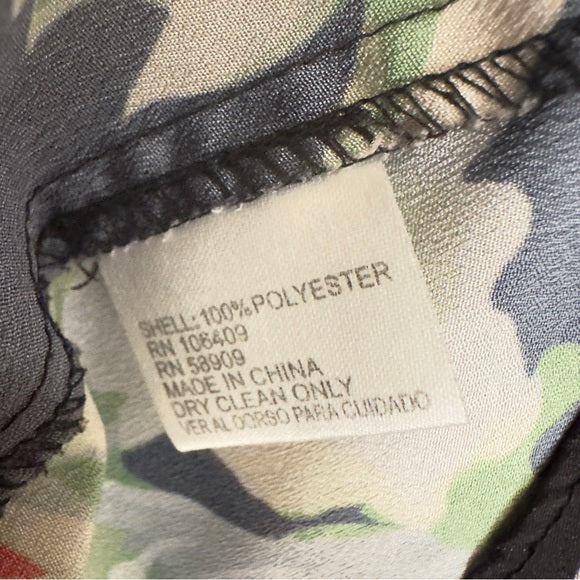 SHELL: 100% POLYESTER
RN 106409
RN 58909
MADE IN CHINA
DRY CLEAN ONLY
VER AL DORSO PARA CUIDADO